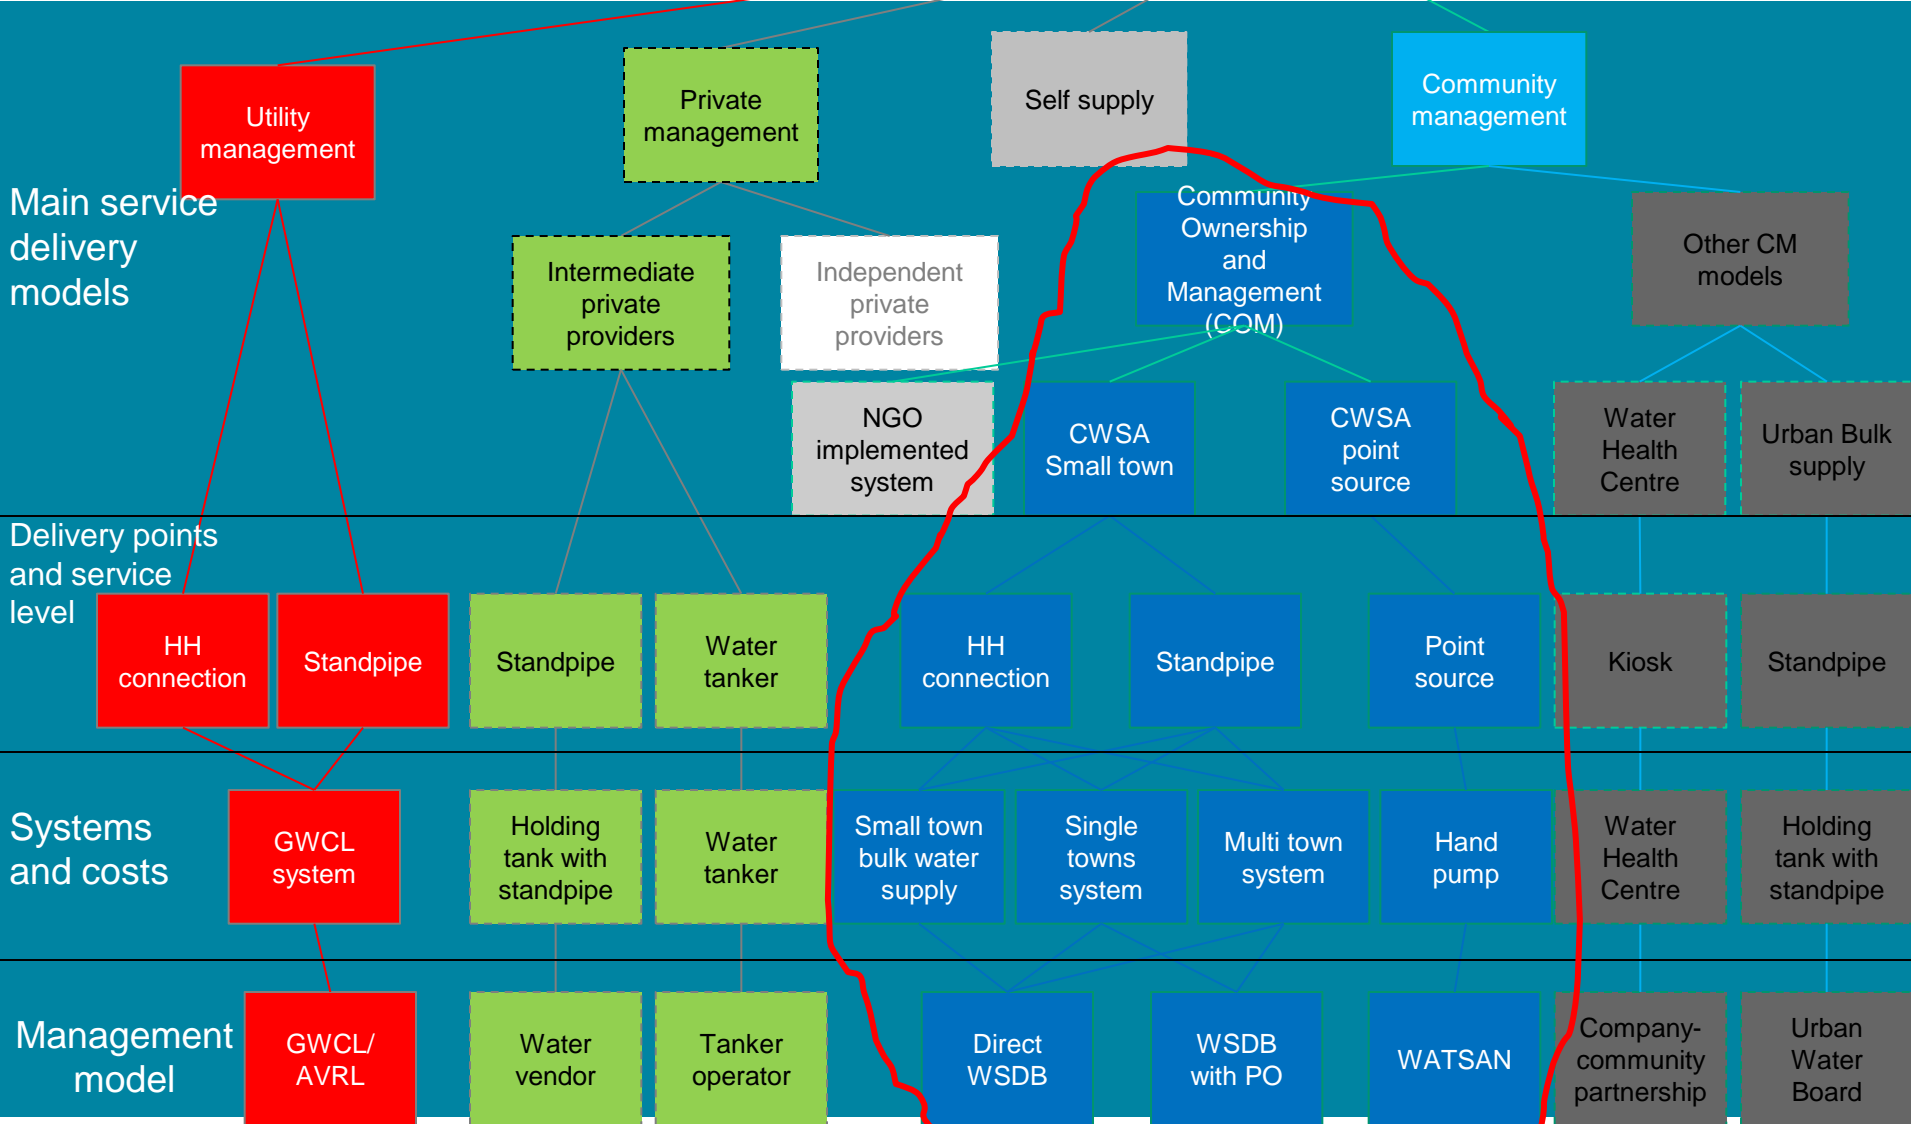 Utility
management
Private
management
Self supply
Community
management
Main service
delivery
models
Intermediate
private
providers
Independent
private
providers
Community
Ownership
and
Management
(COM)
Other CM
models
NGO
implemented
system
CWSA
Small town
CWSA
point
source
Water
Health
Centre
Urban Bulk
supply
Delivery points
and service
level
HH
connection
Standpipe
Standpipe
Water
tanker
HH
connection
Standpipe
Point
source
Kiosk
Standpipe
Systems
and costs
GWCL
system
Holding
tank with
standpipe
Water
tanker
Small town
bulk water
supply
Single
towns
system
Multi town
system
Hand
pump
Water
Health
Centre
Holding
tank with
standpipe
Management
model
GWCL/
AVRL
Water
vendor
Tanker
operator
Direct
WSDB
WSDB
with PO
WATSAN
Company-
community
partnership
Urban
Water
Board